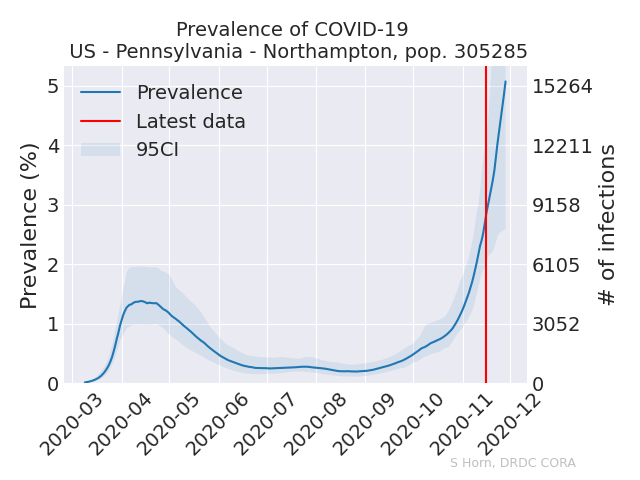 Prevalence of COVID-19
US - Pennsylvania - Northampton, pop. 305285
Prevalence
Latest data
95CI
Prevalence (%)
5
4
3
2
1
0
15264
12211
9158
6105
3052
0
# of infections
2020-03
2020-04
2020-05
2020-06
2020-07
2020-08
2020-09
2020-10
2020-11
2020-12
S Horn, DRDC CORA